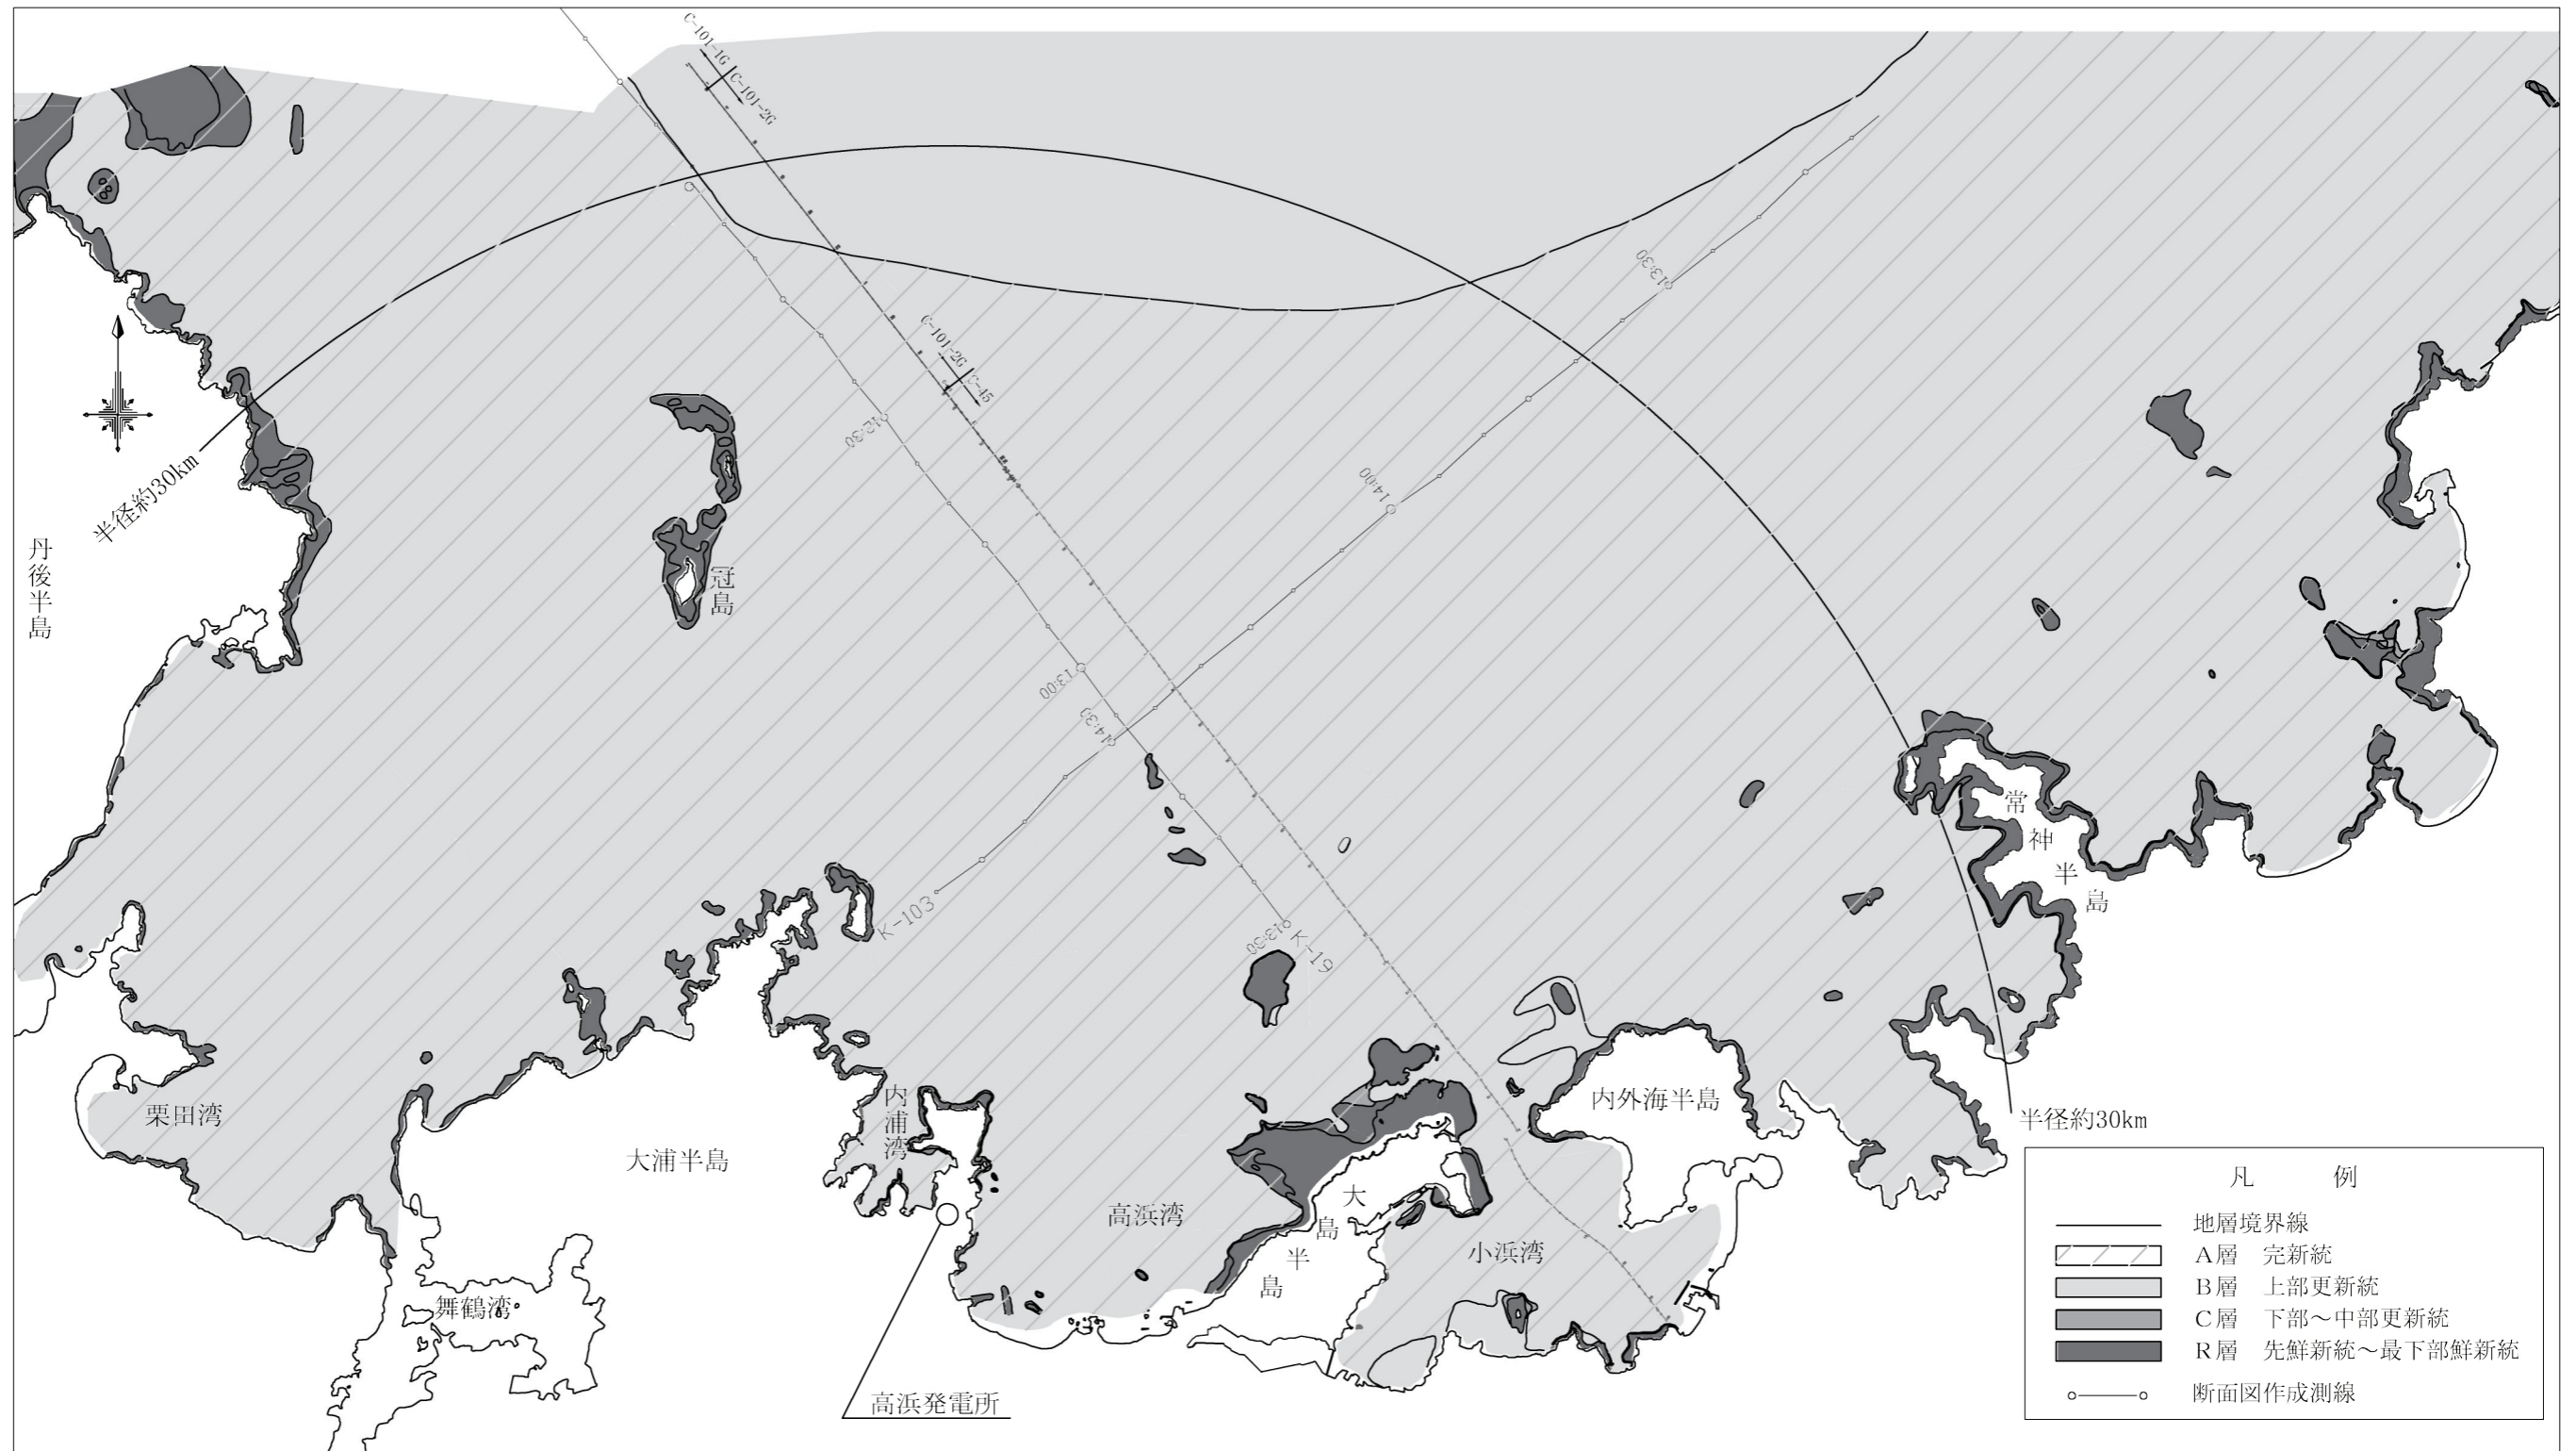 C-101-1G
C-101-2G
13:30
C-101-2G
C-45
12:30
14:00
半径約30km
丹後半島
冠島
13:00
14:30
常神半島
K-103
13:30
K-19
内外海半島
内浦湾
栗田湾
大浦半島
半径約30km
高浜湾
大島半島
小浜湾
舞鶴湾
高浜発電所
凡 例
地層境界線
A層 完新統
B層 上部更新統
C層 下部～中部更新統
R層 先鮮新統～最下部鮮新統
断面図作成測線